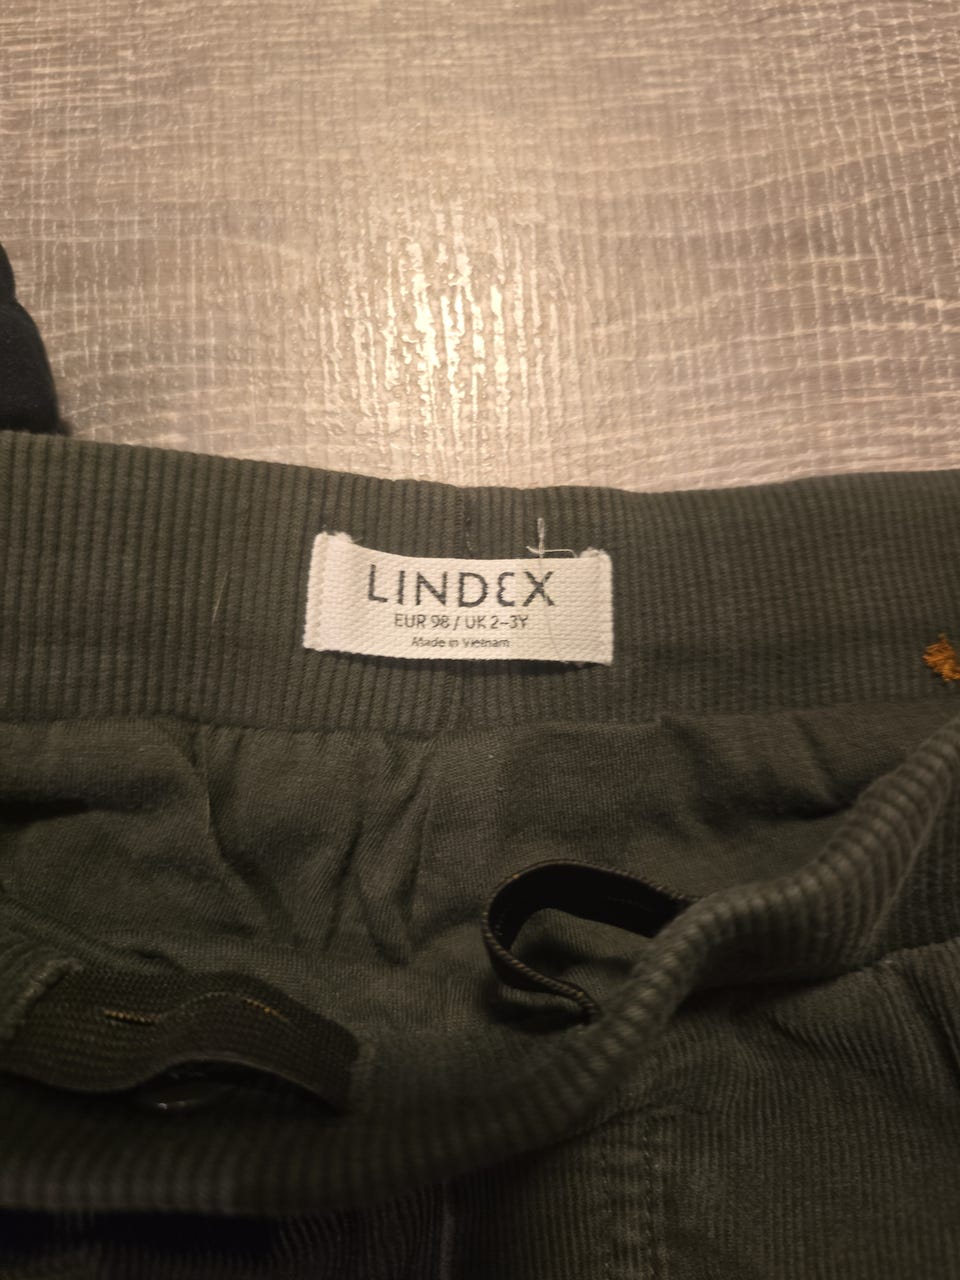 LINDEX
EUR 98 / UK 2–3Y
Made in Vietnam